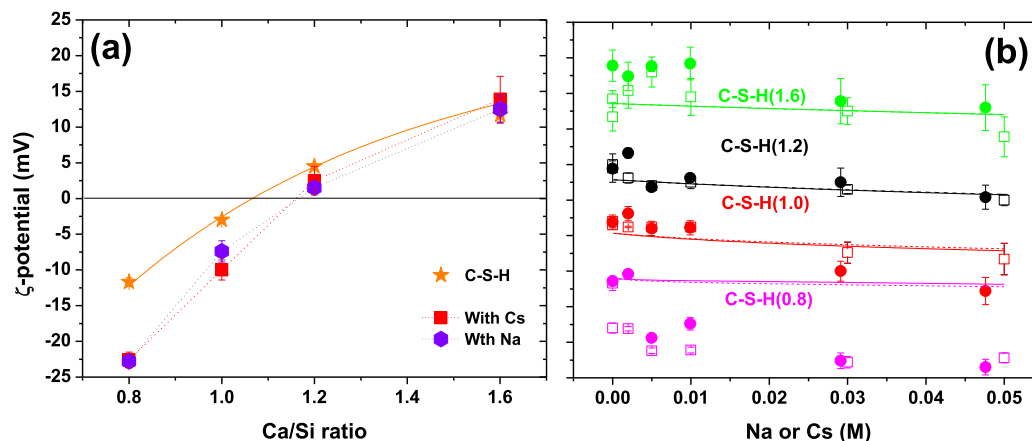 (a)
(b)
25
20
15
10
5
0
-5
-10
-15
-20
-25
ζ-potential (mV)
C-S-H
With Cs
Wth Na
0.8 1.0 1.2 1.4 1.6
Ca/Si ratio
C-S-H(1.6)
C-S-H(1.2)
C-S-H(1.0)
C-S-H(0.8)
0.00 0.01 0.02 0.03 0.04 0.05
Na or Cs (M)